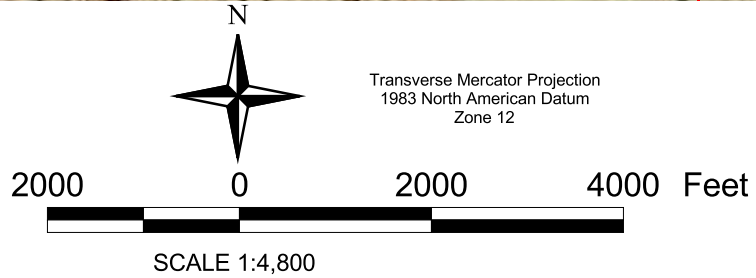 N
Transverse Mercator Projection
1983 North American Datum
Zone 12
2000 0 2000 4000 Feet
SCALE 1:4,800